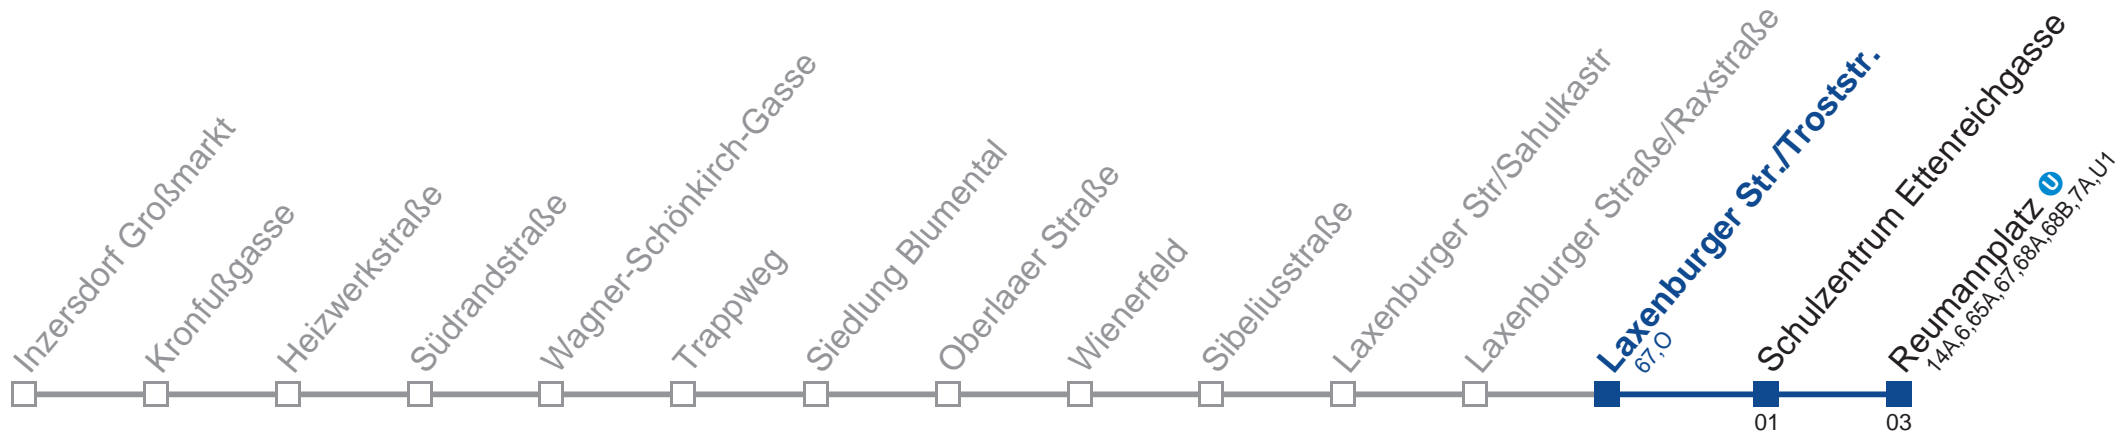 Inzersdorf Großmarkt
Kronfußgasse
Heizwerkstraße
Südrandstraße
Wagner-Schönkirch-Gasse
Trappweg
Siedlung Blumental
Oberlaaer Straße
Wienerfeld
Sibeliusstraße
Laxenburger Str/Sahulkastr
Laxenburger Straße/Raxstraße
Laxenburger Str./Troststr.
67,O
Schulzentrum Ettenreichgasse
Reumannplatz U
14A,6,65A,67,68A,68B,7A,U1
01
03